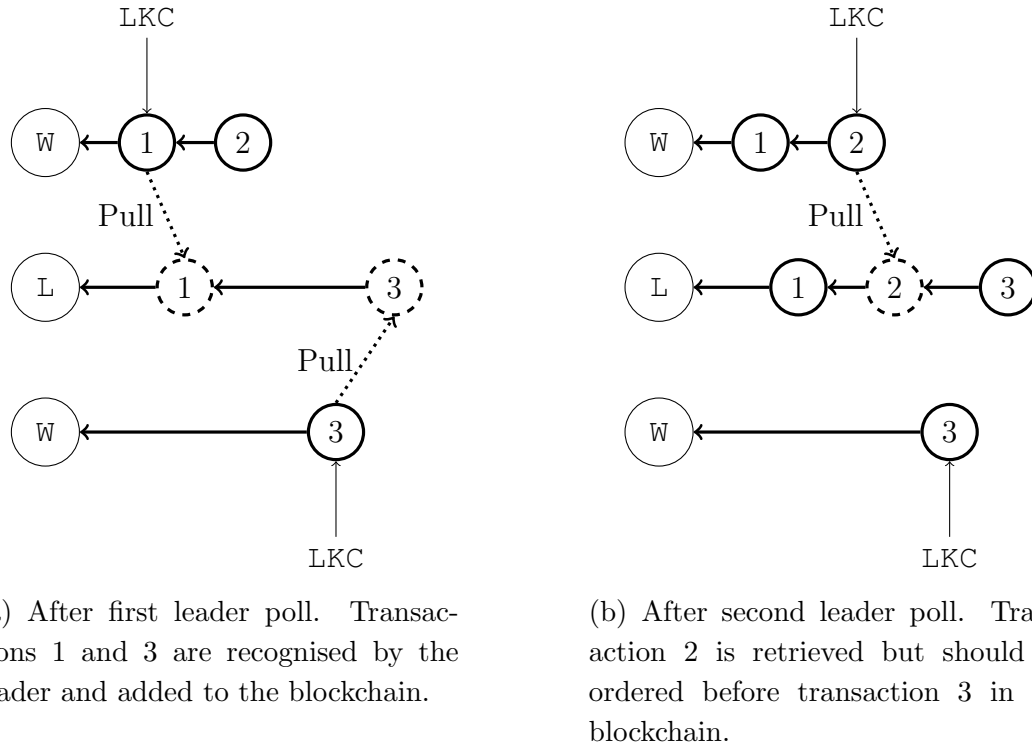 LKC
W
1
2
Pull
L
1
3
Pull
W
3
LKC
) After first leader poll. Transac-
ons 1 and 3 are recognised by the
ader and added to the blockchain.
LKC
W
1
2
Pull
L
1
2
3
W
3
LKC
(b) After second leader poll. Tra
action 2 is retrieved but should
ordered before transaction 3 in
blockchain.